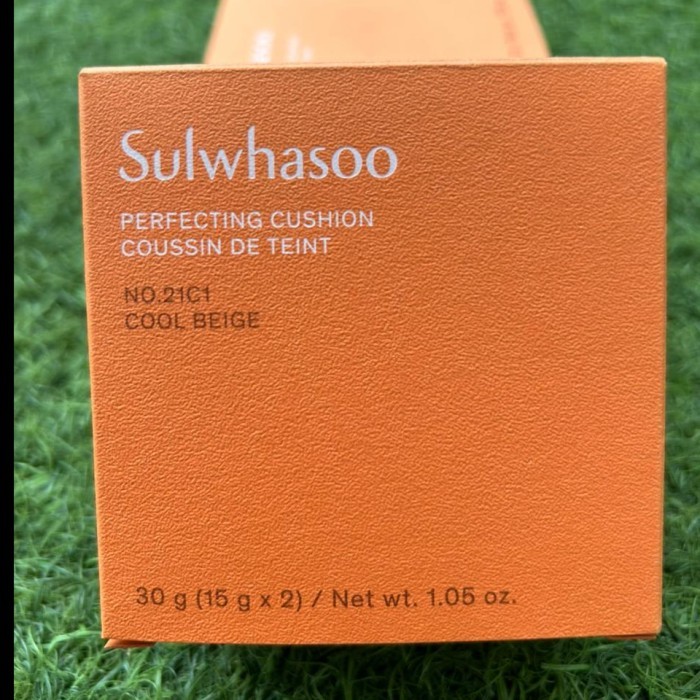 Sulwhasoo
PERFECTING CUSHION
COUSSIN DE TEINT
NO.21C1
COOL BEIGE
30 g (15 g x 2) / Net wt. 1.05 oz.